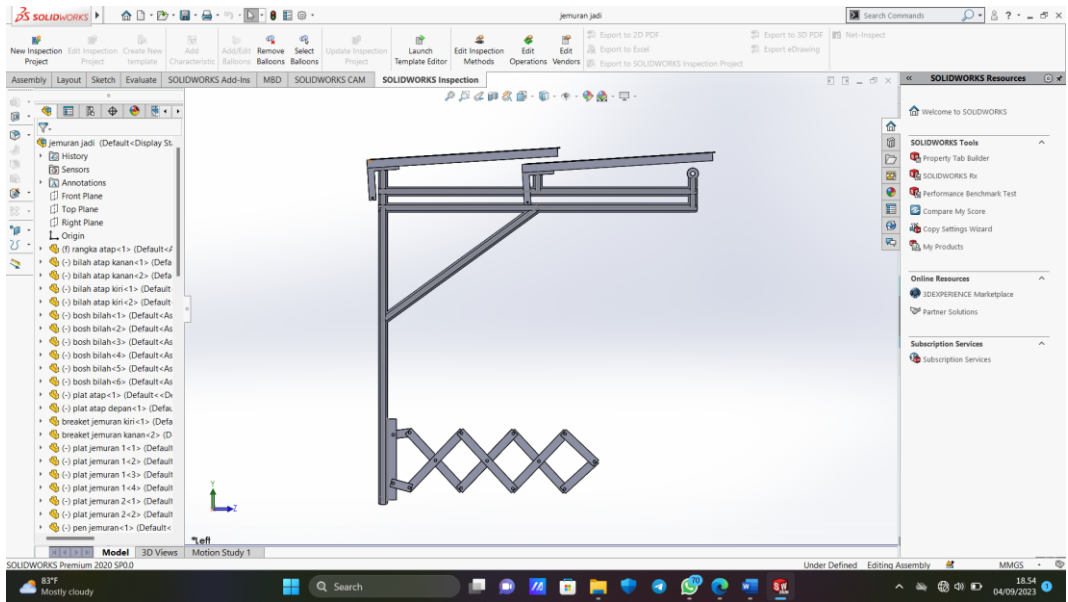 SOLIDWORKS
jemuran jadi
Search Commands
New Inspection Project
Edit Inspection Project
Create New template
Add Characteristic
Add/Edit Balloons
Remove Balloons
Select Balloons
Update Inspection Project
Launch Template Editor
Edit Inspection Methods
Edit Operations
Edit Vendors
Export to 2D PDF
Export to Excel
Export to SOLIDWORKS Inspection Project
Export to 3D PDF
Export eDrawing
Net-Inspect
Assembly Layout Sketch Evaluate SOLIDWORKS Add-Ins MBD SOLIDWORKS CAM SOLIDWORKS Inspection
jemuran jadi (Default<Display St
History
Sensors
Annotations
Front Plane
Top Plane
Right Plane
Origin
(f) rangka atap<1> (Default<
(-) bilah atap kanan<1> (Defa
(-) bilah atap kanan<2> (Defa
(-) bilah atap kiri<1> (Default
(-) bilah atap kiri<2> (Default
(-) bosh bilah<1> (Default<As
(-) bosh bilah<2> (Default<As
(-) bosh bilah<3> (Default<As
(-) bosh bilah<4> (Default<As
(-) bosh bilah<5> (Default<As
(-) bosh bilah<6> (Default<As
(-) plat atap<1> (Default<<De
(-) plat atap depan<1> (Defau
breaket jemuran kiri<1> (Defa
breaket jemuran kanan<2> (D
(-) plat jemuran 1<1> (Default
(-) plat jemuran 1<2> (Default
(-) plat jemuran 1<3> (Default
(-) plat jemuran 1<4> (Default
(-) plat jemuran 2<1> (Default
(-) plat jemuran 2<2> (Default
(-) pen jemuran<1> (Default<
Y
Z
*Left
Model 3D Views Motion Study 1
SOLIDWORKS Resources
Welcome to SOLIDWORKS
SOLIDWORKS Tools
Property Tab Builder
SOLIDWORKS Rx
Performance Benchmark Test
Compare My Score
Copy Settings Wizard
My Products
Online Resources
3DEXPERIENCE Marketplace
Partner Solutions
Subscription Services
Subscription Services
SOLIDWORKS Premium 2020 SP0.0
Under Defined Editing Assembly MMGS
83°F
Mostly cloudy
Search
70
18.54
04/09/2023
1